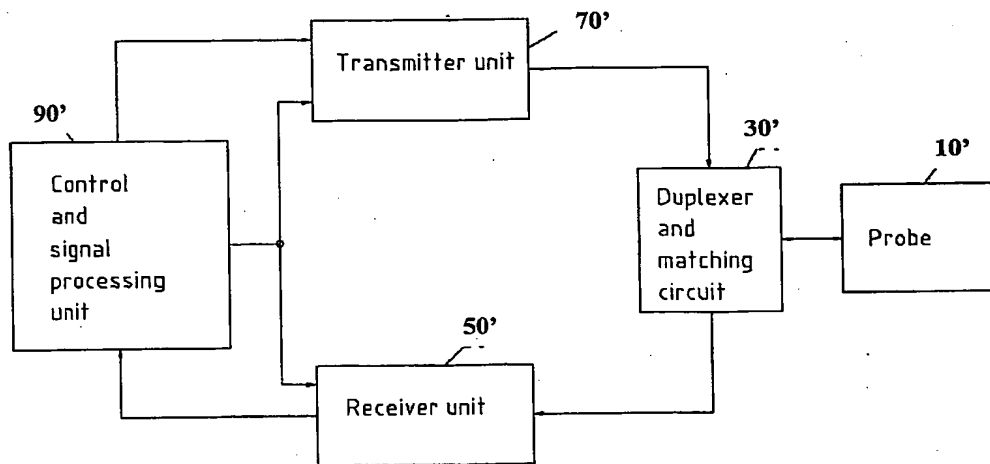 70'
Transmitter unit
90'
Control
and
signal
processing
unit
30'
Duplexer
and
matching
circuit
10'
Probe
50'
Receiver unit